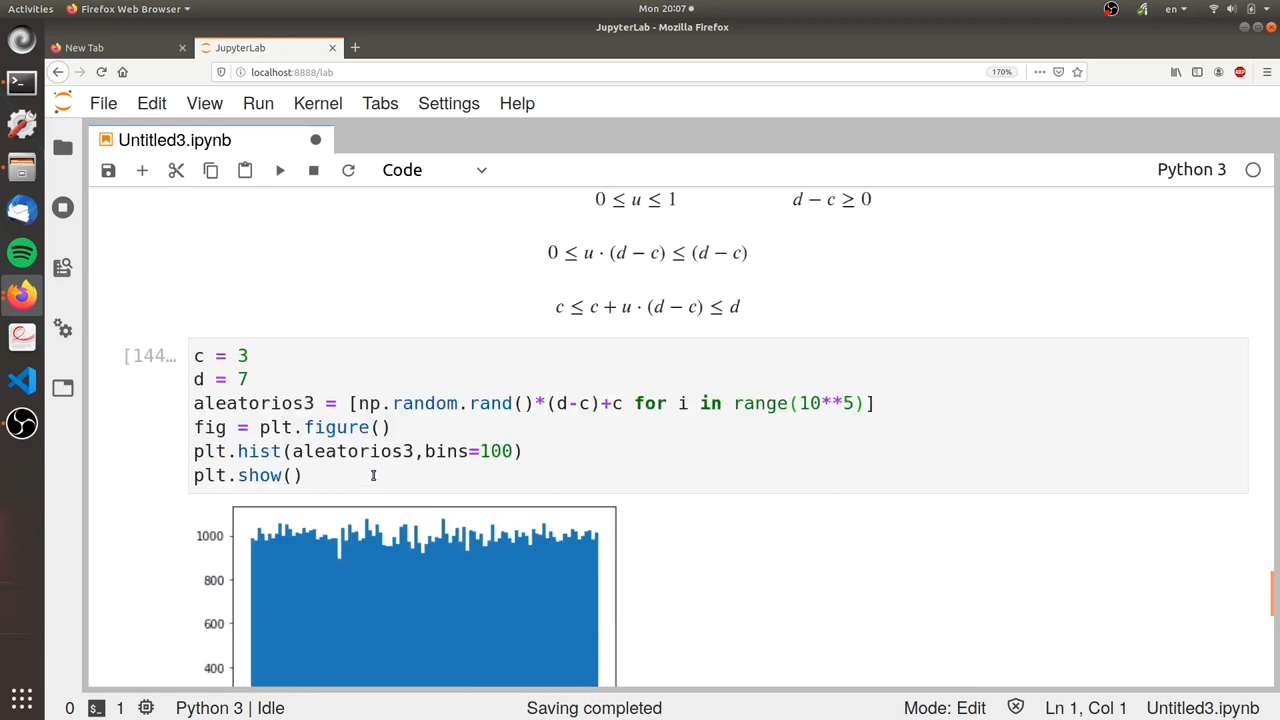 Activities Firefox Web Browser Mon 20:07 en
JupyterLab - Mozilla Firefox
New Tab JupyterLab
localhost:8888/lab 170% ABP
File Edit View Run Kernel Tabs Settings Help
Untitled3.ipynb
Code Python 3
0 ≤ u ≤ 1 d − c ≥ 0
0 ≤ u · (d − c) ≤ (d − c)
c ≤ c + u · (d − c) ≤ d
[144… c = 3
d = 7
aleatorios3 = [np.random.rand()*(d-c)+c for i in range(10**5)]
fig = plt.figure()
plt.hist(aleatorios3,bins=100)
plt.show()
1000
800
600
400
0 1 Python 3 | Idle Saving completed Mode: Edit Ln 1, Col 1 Untitled3.ipynb